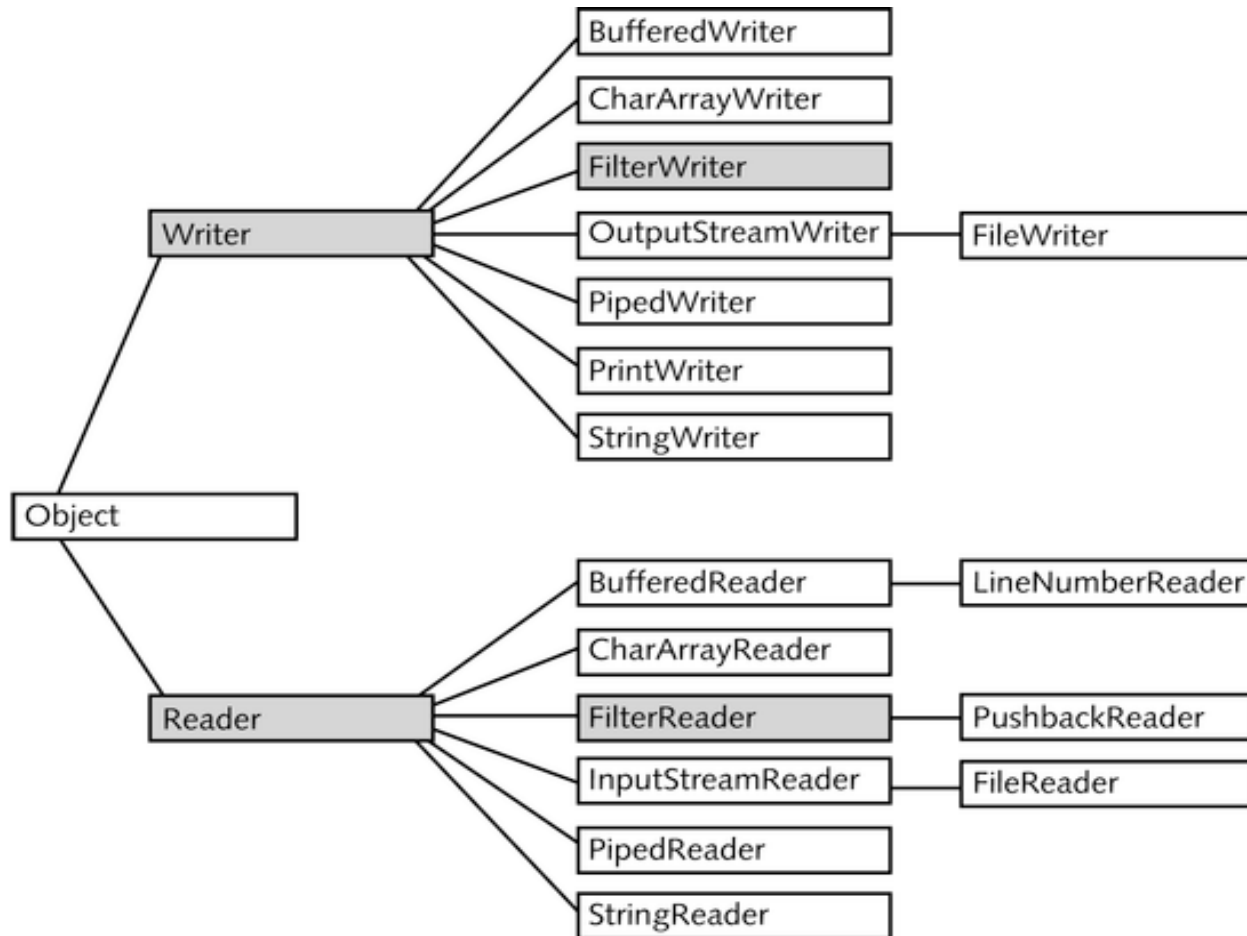 BufferedWriter
CharArrayWriter
FilterWriter
Writer
OutputStreamWriter
FileWriter
PipedWriter
PrintWriter
StringWriter
Object
BufferedReader
LineNumberReader
CharArrayReader
Reader
FilterReader
PushbackReader
InputStreamReader
FileReader
PipedReader
StringReader